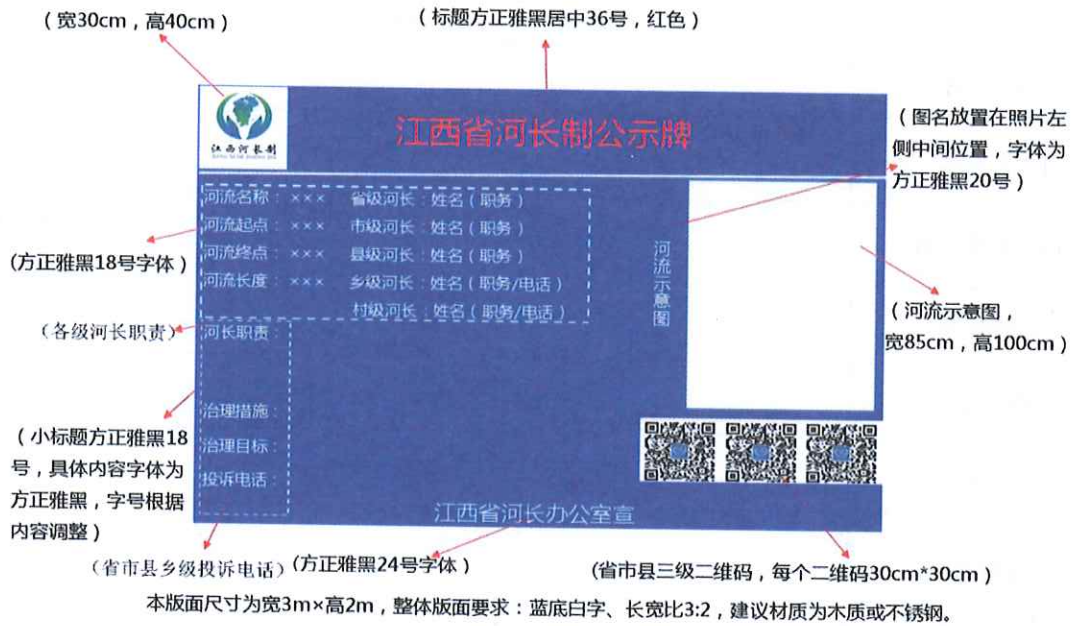 (宽30cm，高40cm)
(标题方正雅黑居中36号，红色)
江西河长制
江西省河长制公示牌
(图名放置在照片左
侧中间位置，字体为
方正雅黑20号)
河流名称：××× 省级河长：姓名(职务)
河流起点：××× 市级河长：姓名(职务)
河流终点：××× 县级河长：姓名(职务)
河流长度：××× 乡级河长：姓名(职务/电话)
村级河长：姓名(职务/电话)
河流示意图
(方正雅黑18号字体)
(各级河长职责)
河长职责：
(河流示意图，
宽85cm，高100cm)
治理措施：
治理目标：
投诉电话：
(小标题方正雅黑18
号，具体内容字体为
方正雅黑，字号根据
内容调整)
江西省河长办公室宣
(省市县乡级投诉电话)
(方正雅黑24号字体)
(省市县三级二维码，每个二维码30cm*30cm)
本版面尺寸为宽3m×高2m，整体版面要求：蓝底白字、长宽比3:2，建议材质为木质或不锈钢。